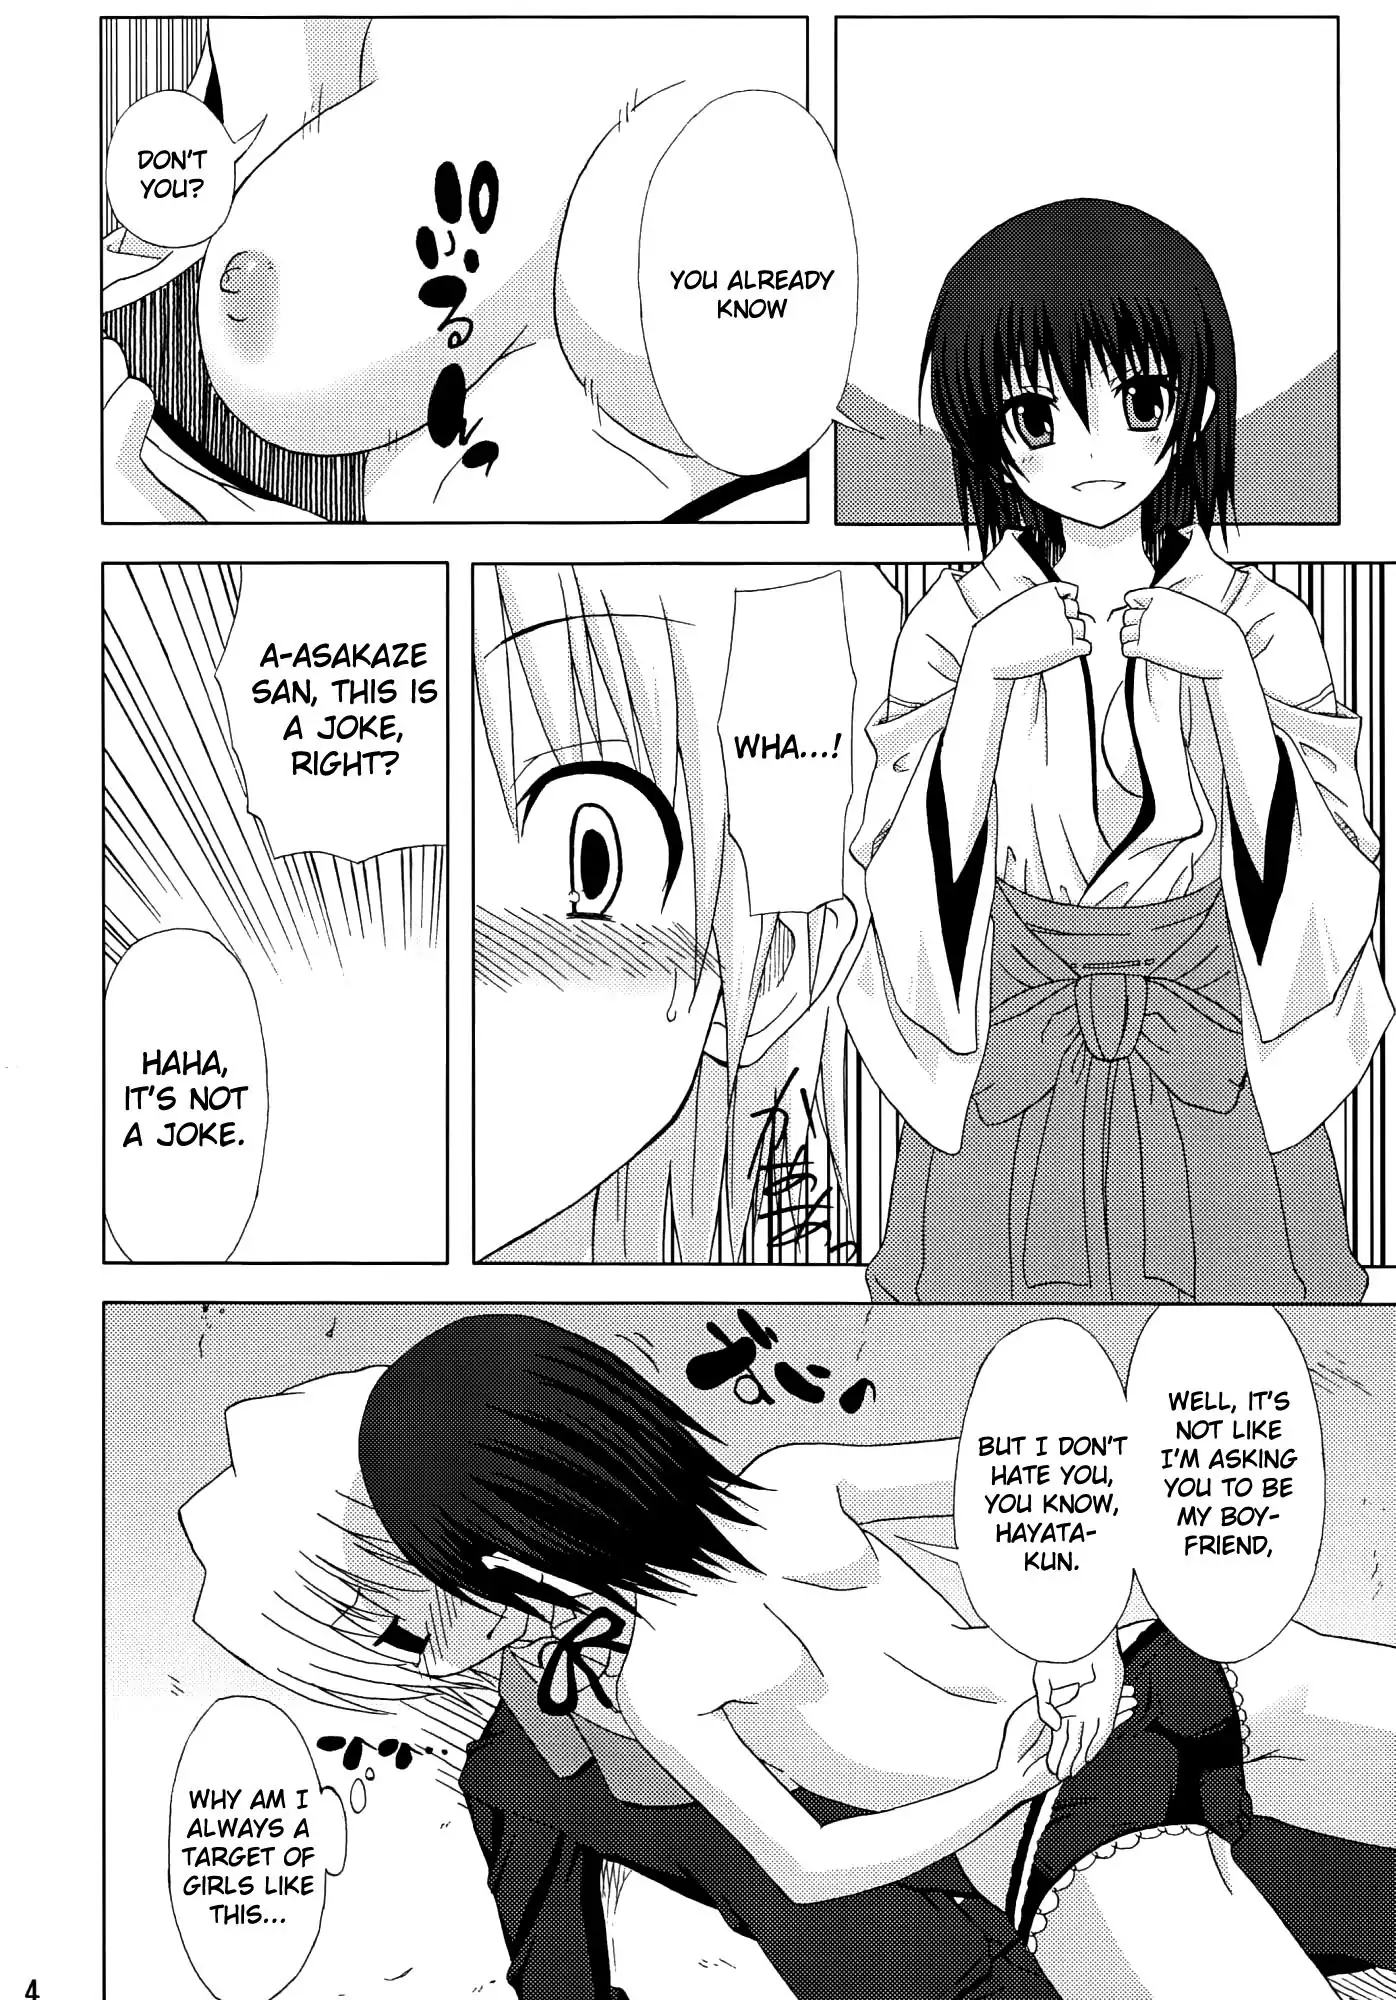 YOU ALREADY
KNOW
DON'T
YOU?
WHA...!
A-ASAKAZE
SAN, THIS IS
A JOKE,
RIGHT?
HAHA,
IT'S NOT
A JOKE.
WELL, IT'S
NOT LIKE
I'M ASKING
YOU TO BE
MY BOY-
FRIEND,
BUT I DON'T
HATE YOU,
YOU KNOW,
HAYATA-
KUN.
WHY AM I
ALWAYS A
TARGET OF
GIRLS LIKE
THIS...
4